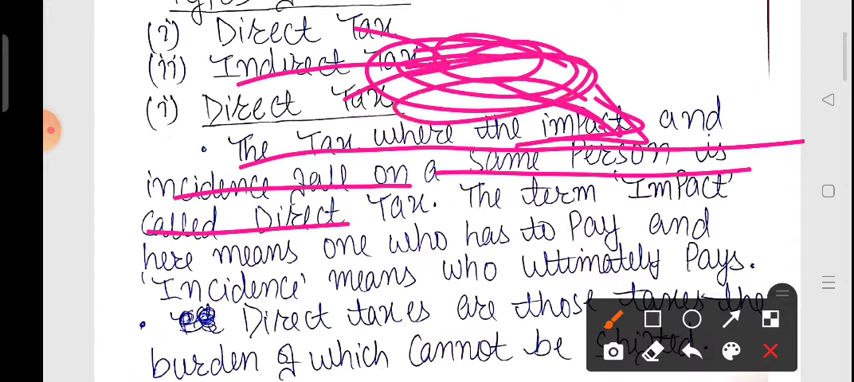 Types of
(i) Direct Tax
(ii) Indirect Tax
(i) Direct Tax
• The Tax where the impact and
incidence fall on a same Person is
called Direct Tax. The term 'Impact'
here means one who has to Pay and
'Incidence' means who ultimately Pays.
• Direct taxes are those taxes the
burden of which cannot be shifted.